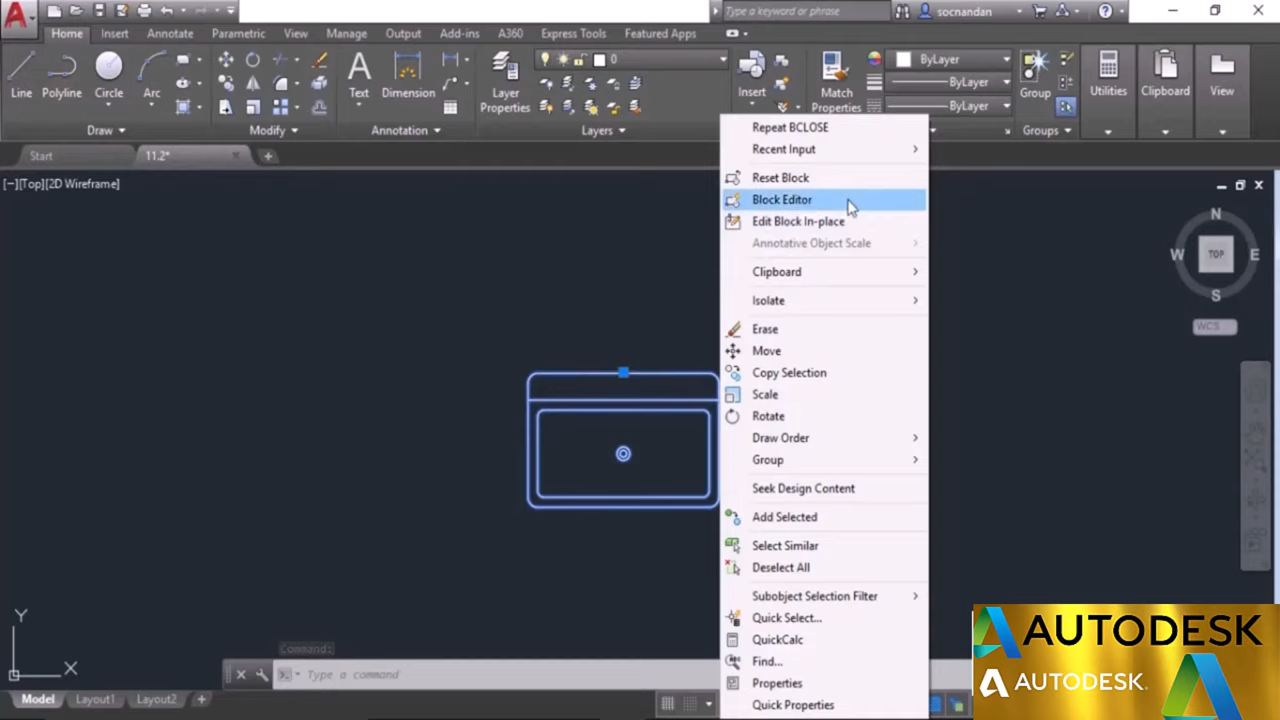 Type a keyword or phrase
socnandan
Home Insert Annotate Parametric View Manage Output Add-ins A360 Express Tools Featured Apps
0
ByLayer
ByLayer
ByLayer
Line Polyline Circle Arc Text Dimension Layer Properties Insert Match Properties Group Utilities Clipboard View
Draw Modify Annotation Layers Groups
Start 11.2*
[−][Top][2D Wireframe]
Repeat BCLOSE
Recent Input
Reset Block
Block Editor
Edit Block In-place
Annotative Object Scale
Clipboard
Isolate
Erase
Move
Copy Selection
Scale
Rotate
Draw Order
Group
Seek Design Content
Add Selected
Select Similar
Deselect All
Subobject Selection Filter
Quick Select...
QuickCalc
Find...
Properties
Quick Properties
N
W TOP E
S
WCS
Y
X
Command:
Type a command
Model Layout1 Layout2
AUTODESK
AUTODESK.